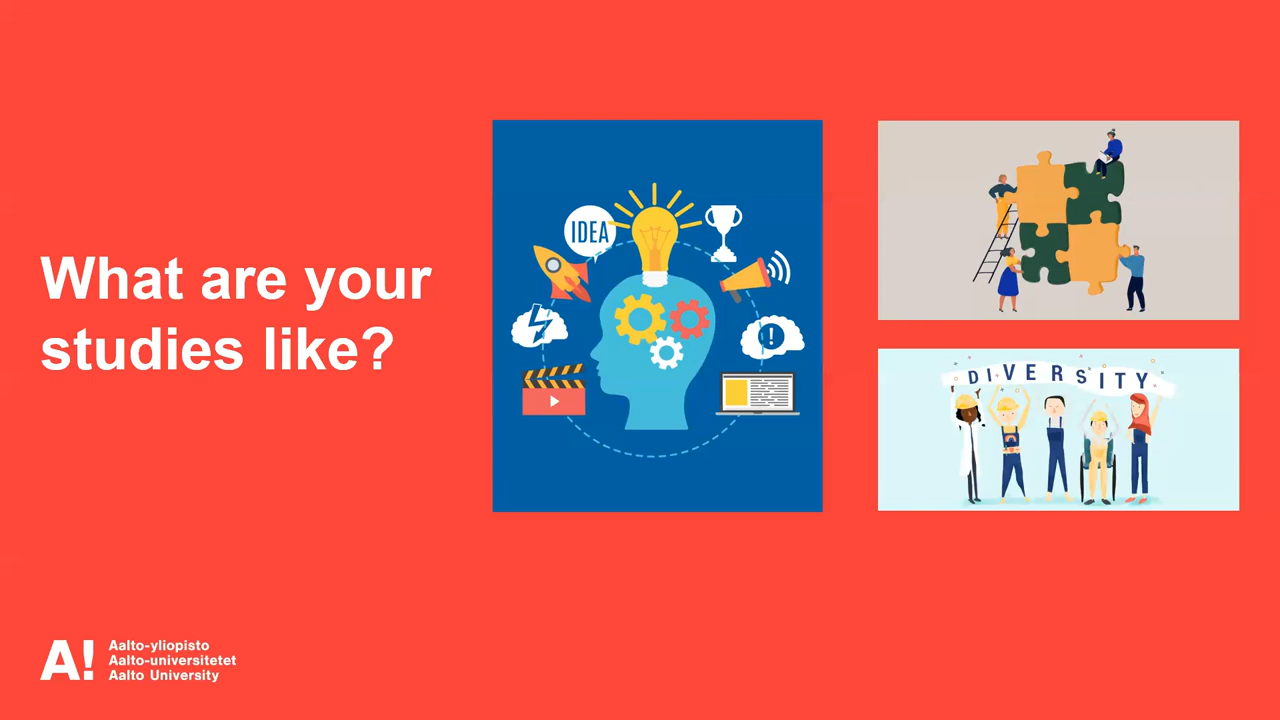 What are your
studies like?
IDEA
!
DIVERSITY
A!
Aalto-yliopisto
Aalto-universitetet
Aalto University